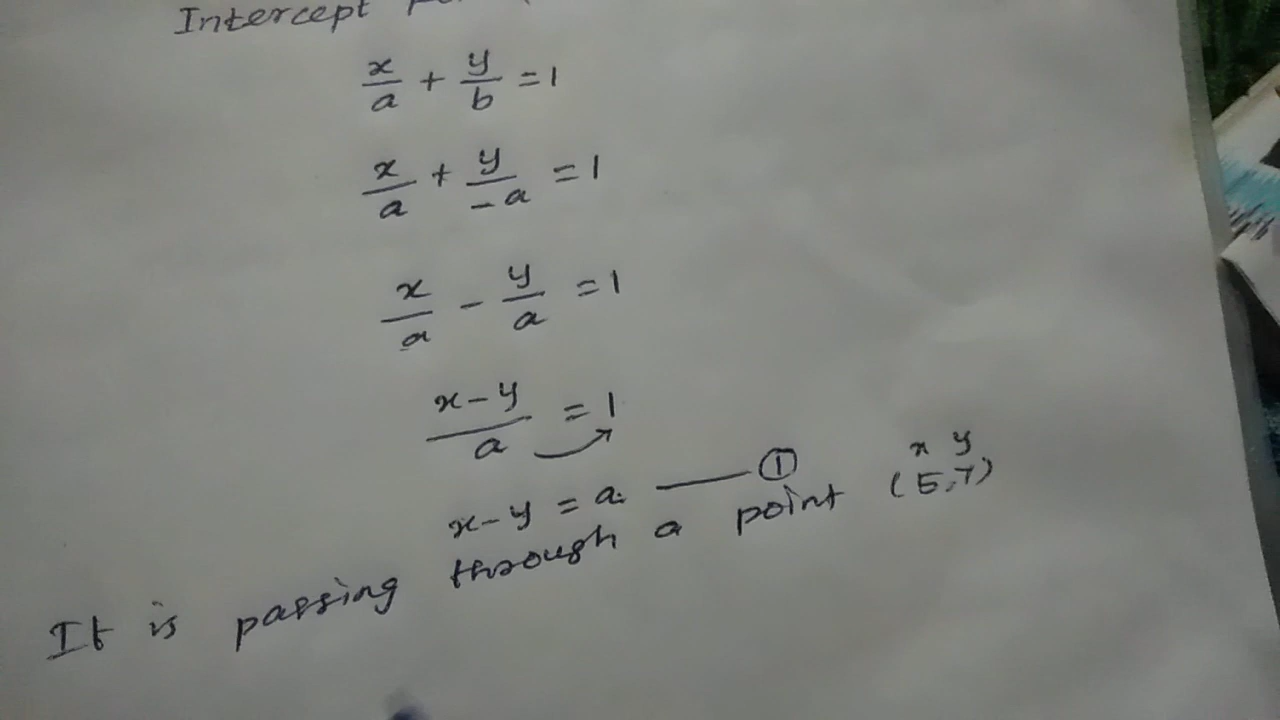 Intercept
x/a + y/b = 1
x/a + y/-a = 1
x/a - y/a = 1
x-y/a = 1
x-y = a. —— ①
x y
It is passing through a point (5,7)